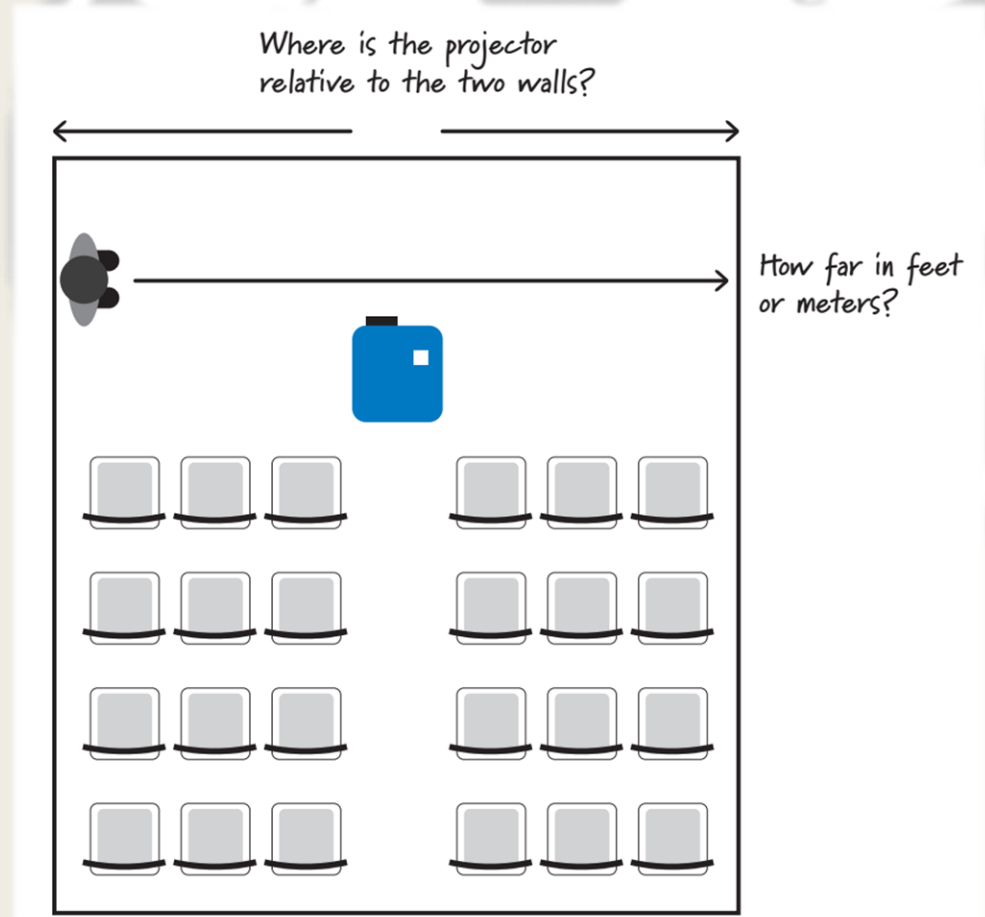 Where is the projector
relative to the two walls?
How far in feet
or meters?